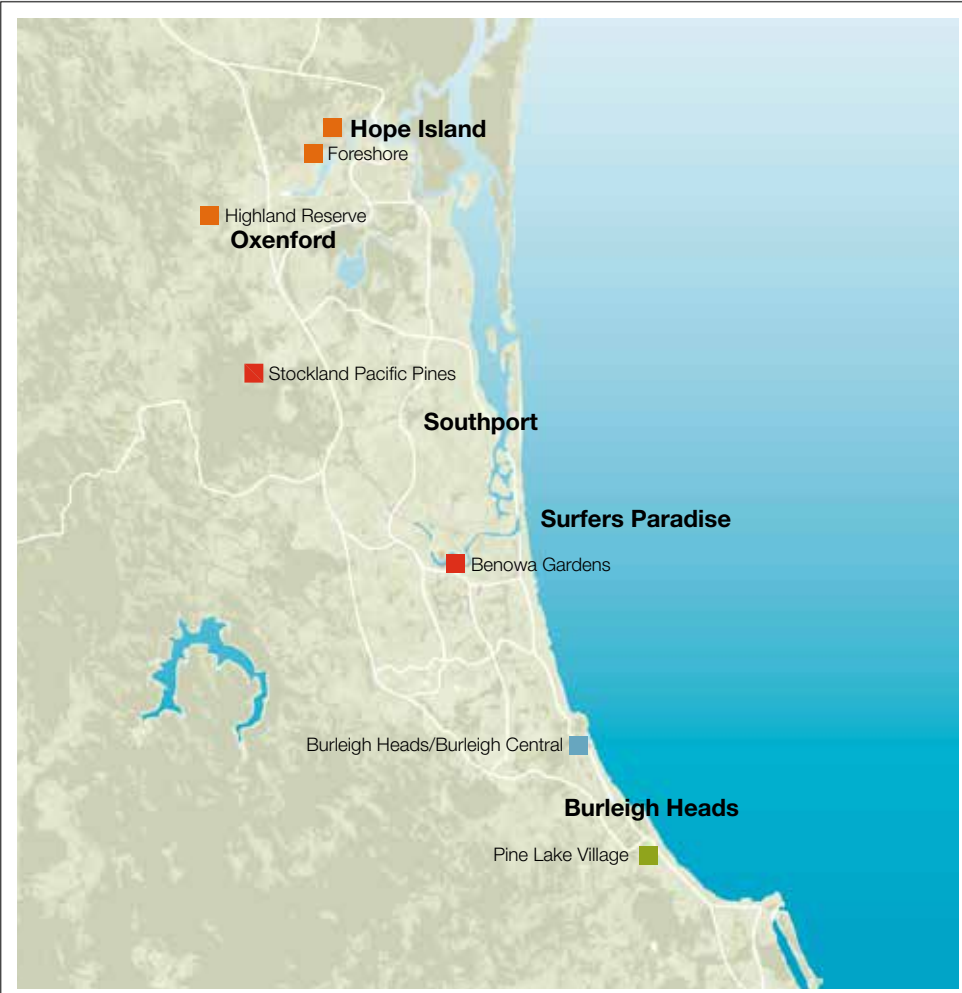 Hope Island
Foreshore
Highland Reserve
Oxenford
Stockland Pacific Pines
Southport
Surfers Paradise
Benowa Gardens
Burleigh Heads/Burleigh Central
Burleigh Heads
Pine Lake Village